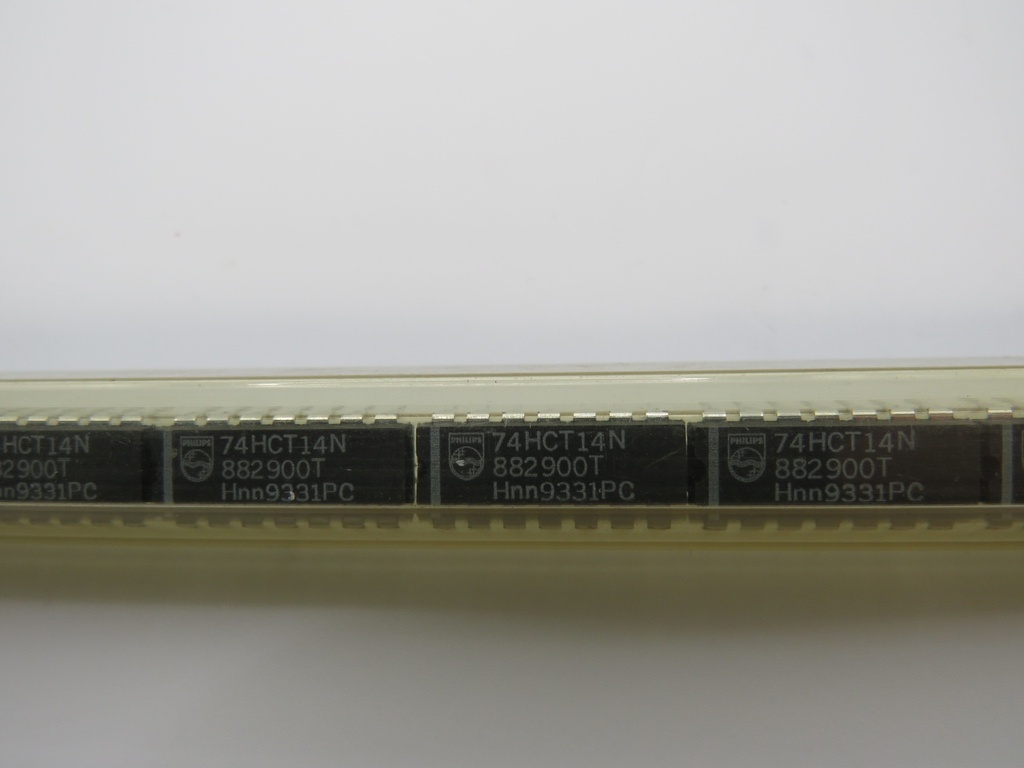 HCT14N
82900T
nn9331PC
PHILIPS
74HCT14N
882900T
Hnn9331PC
PHILIPS
74HCT14N
882900T
Hnn9331PC
PHILIPS
74HCT14N
882900T
Hnn9331PC